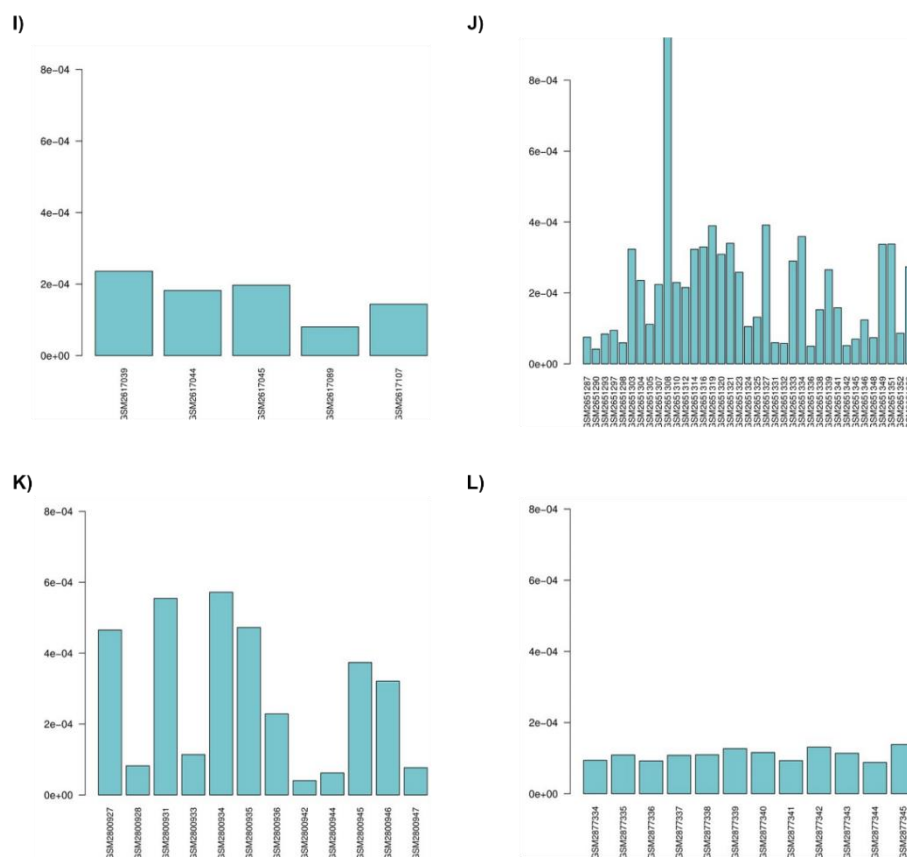 I)
8e−04
6e−04
4e−04
2e−04
0e+00
GSM2617039
GSM2617044
GSM2617045
GSM2617089
GSM2617107
J)
8e−04
6e−04
4e−04
2e−04
0e+00
GSM2651287
GSM2651290
GSM2651293
GSM2651297
GSM2651298
GSM2651303
GSM2651304
GSM2651305
GSM2651307
GSM2651308
GSM2651310
GSM2651312
GSM2651314
GSM2651316
GSM2651319
GSM2651320
GSM2651321
GSM2651323
GSM2651324
GSM2651325
GSM2651327
GSM2651331
GSM2651332
GSM2651333
GSM2651334
GSM2651336
GSM2651338
GSM2651339
GSM2651341
GSM2651342
GSM2651345
GSM2651346
GSM2651348
GSM2651349
GSM2651351
GSM2651352
K)
8e−04
6e−04
4e−04
2e−04
0e+00
GSM2800927
GSM2800928
GSM2800931
GSM2800933
GSM2800934
GSM2800935
GSM2800936
GSM2800942
GSM2800944
GSM2800945
GSM2800946
GSM2800947
L)
8e−04
6e−04
4e−04
2e−04
0e+00
GSM2877334
GSM2877335
GSM2877336
GSM2877337
GSM2877338
GSM2877339
GSM2877340
GSM2877341
GSM2877342
GSM2877343
GSM2877344
GSM2877345